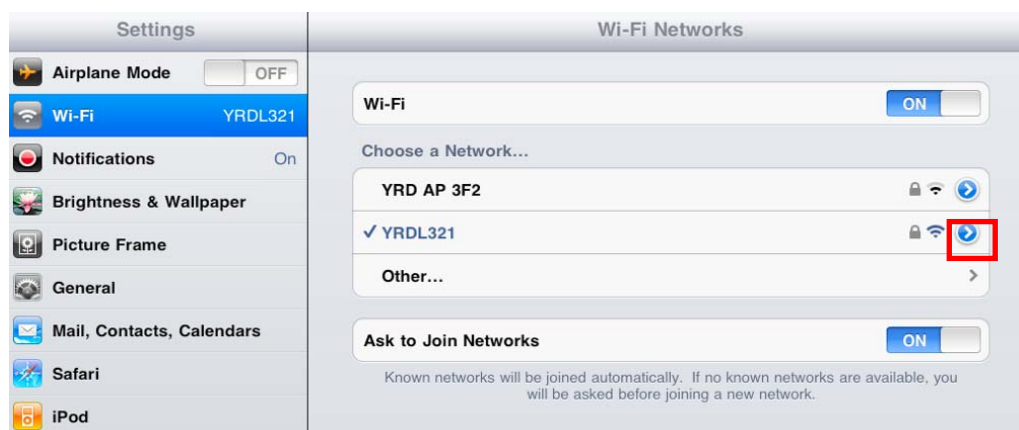 Settings
Airplane Mode OFF
Wi-Fi YRDL321
Notifications On
Brightness & Wallpaper
Picture Frame
General
Mail, Contacts, Calendars
Safari
iPod
Wi-Fi Networks
Wi-Fi ON
Choose a Network...
YRD AP 3F2
YRDL321
Other...
Ask to Join Networks ON
Known networks will be joined automatically. If no known networks are available, you
will be asked before joining a new network.